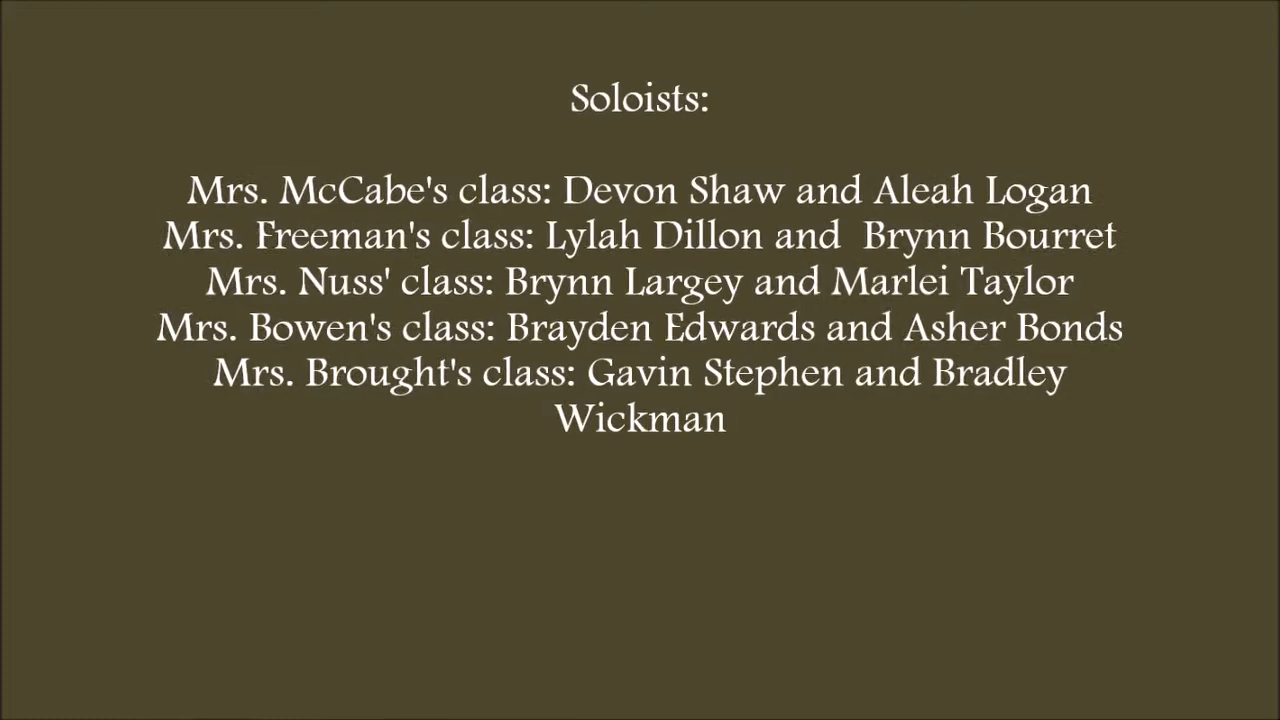 Soloists:
Mrs. McCabe's class: Devon Shaw and Aleah Logan
Mrs. Freeman's class: Lylah Dillon and  Brynn Bourret
Mrs. Nuss' class: Brynn Largey and Marlei Taylor
Mrs. Bowen's class: Brayden Edwards and Asher Bonds
Mrs. Brought's class: Gavin Stephen and Bradley
Wickman